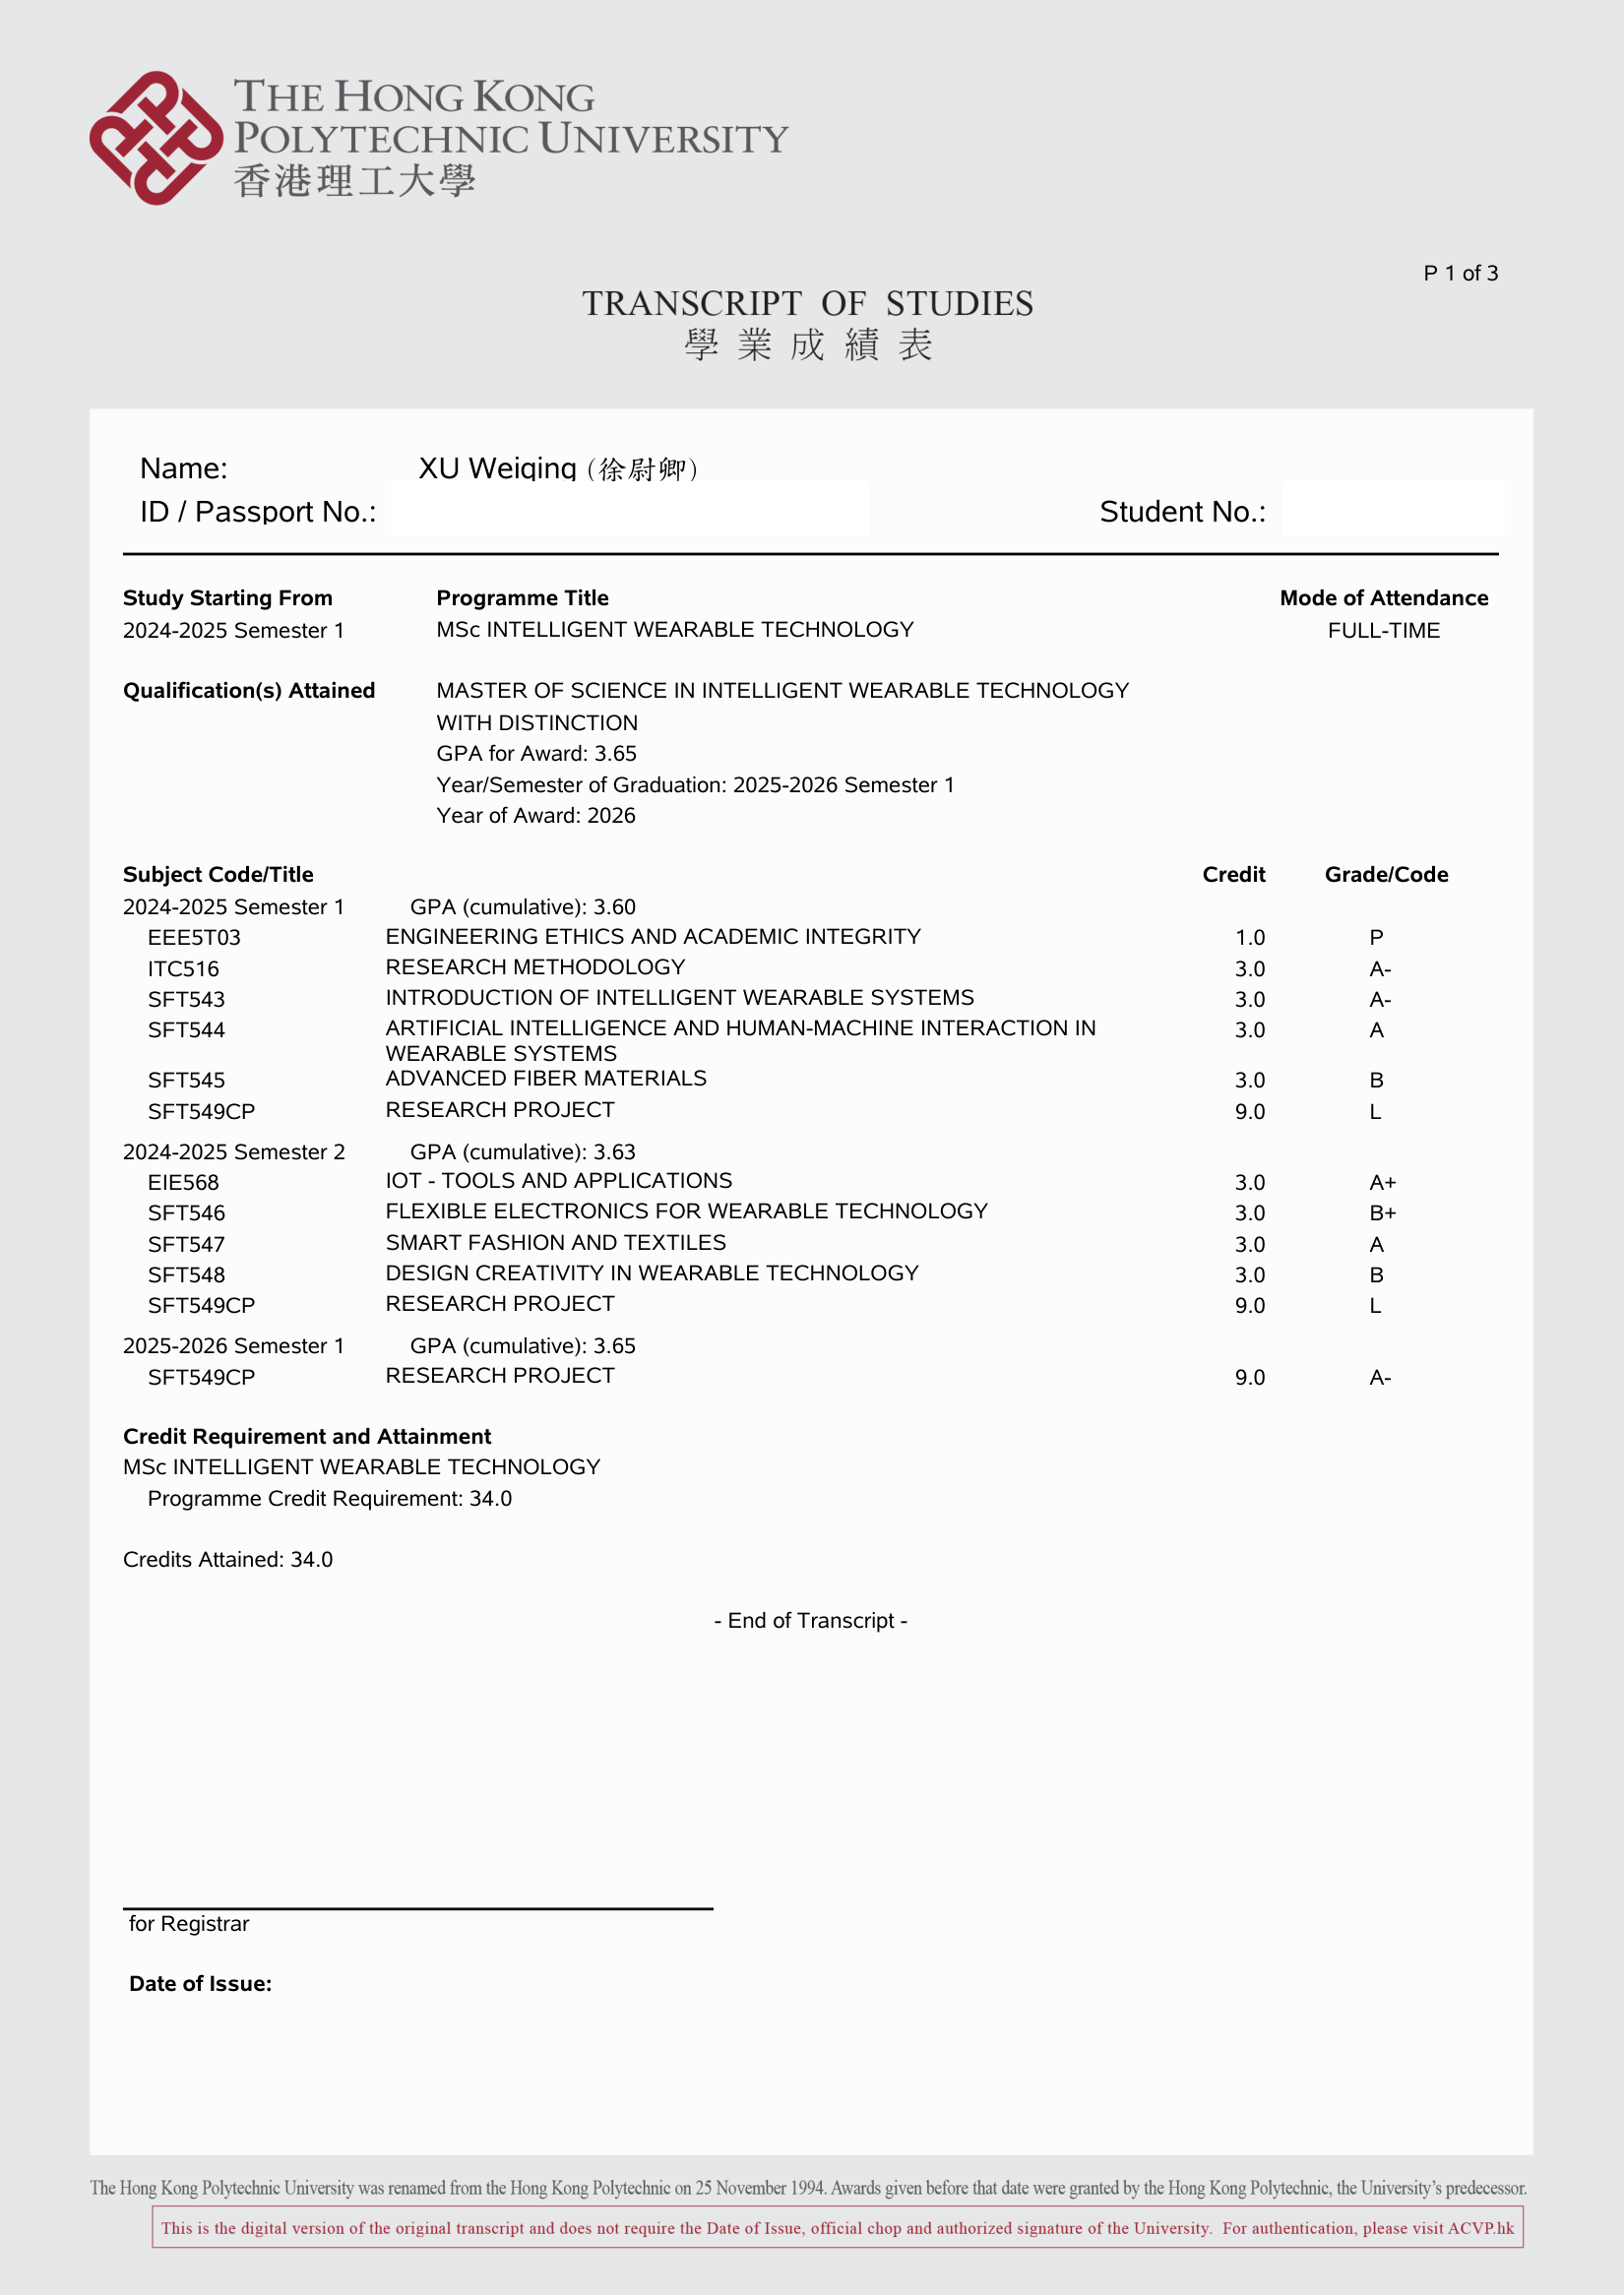 THE HONG KONG
POLYTECHNIC UNIVERSITY
香港理工大學
P 1 of 3
TRANSCRIPT OF STUDIES
學業成績表
Name: XU Weiqing (徐尉卿)
ID / Passport No.: Student No.:
Study Starting From Programme Title Mode of Attendance
2024-2025 Semester 1 MSc INTELLIGENT WEARABLE TECHNOLOGY FULL-TIME
Qualification(s) Attained MASTER OF SCIENCE IN INTELLIGENT WEARABLE TECHNOLOGY
WITH DISTINCTION
GPA for Award: 3.65
Year/Semester of Graduation: 2025-2026 Semester 1
Year of Award: 2026
Subject Code/Title Credit Grade/Code
2024-2025 Semester 1 GPA (cumulative): 3.60
EEE5T03 ENGINEERING ETHICS AND ACADEMIC INTEGRITY 1.0 P
ITC516 RESEARCH METHODOLOGY 3.0 A-
SFT543 INTRODUCTION OF INTELLIGENT WEARABLE SYSTEMS 3.0 A-
SFT544 ARTIFICIAL INTELLIGENCE AND HUMAN-MACHINE INTERACTION IN 3.0 A
WEARABLE SYSTEMS
SFT545 ADVANCED FIBER MATERIALS 3.0 B
SFT549CP RESEARCH PROJECT 9.0 L
2024-2025 Semester 2 GPA (cumulative): 3.63
EIE568 IOT - TOOLS AND APPLICATIONS 3.0 A+
SFT546 FLEXIBLE ELECTRONICS FOR WEARABLE TECHNOLOGY 3.0 B+
SFT547 SMART FASHION AND TEXTILES 3.0 A
SFT548 DESIGN CREATIVITY IN WEARABLE TECHNOLOGY 3.0 B
SFT549CP RESEARCH PROJECT 9.0 L
2025-2026 Semester 1 GPA (cumulative): 3.65
SFT549CP RESEARCH PROJECT 9.0 A-
Credit Requirement and Attainment
MSc INTELLIGENT WEARABLE TECHNOLOGY
Programme Credit Requirement: 34.0
Credits Attained: 34.0
- End of Transcript -
for Registrar
Date of Issue:
The Hong Kong Polytechnic University was renamed from the Hong Kong Polytechnic on 25 November 1994. Awards given before that date were granted by the Hong Kong Polytechnic, the University's predecessor.
This is the digital version of the original transcript and does not require the Date of Issue, official chop and authorized signature of the University. For authentication, please visit ACVP.hk